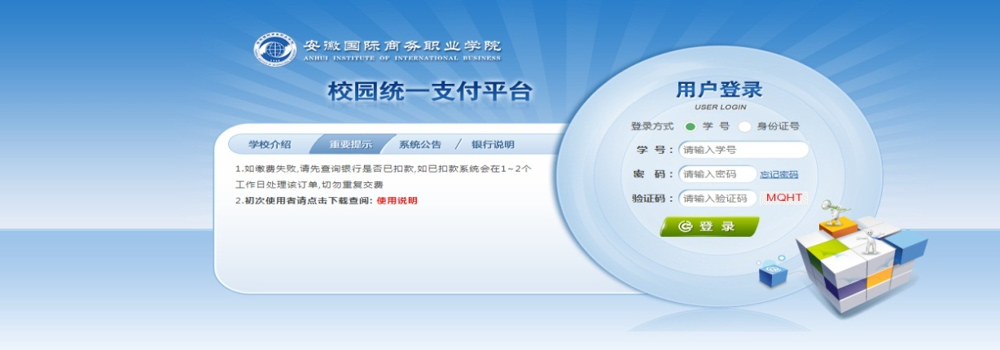 安徽国际商务职业学院
ANHUI INSTITUTE OF INTERNATIONAL BUSINESS
校园统一支付平台
学校介绍 重要提示 系统公告 / 银行说明
1.如缴费失败,请先查询银行是否已扣款,如已扣款系统会在1~2个
工作日处理该订单,切勿重复交费
2.初次使用者请点击下载查阅: 使用说明
用户登录
USER LOGIN
登录方式 学 号 身份证号
学 号: 请输入学号
密 码: 请输入密码 忘记密码
验证码: 请输入验证码 MQHT
登 录